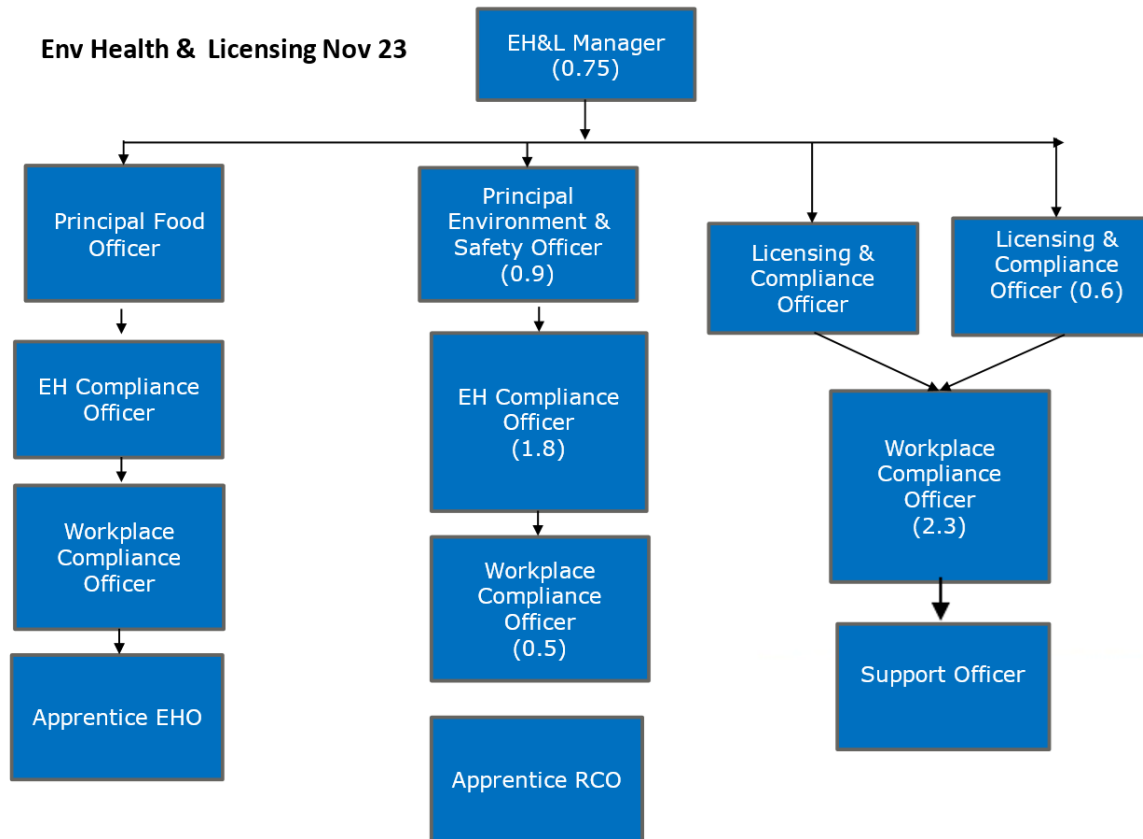 Env Health & Licensing Nov 23
EH&L Manager
(0.75)
Principal Food
Officer
EH Compliance
Officer
Workplace
Compliance
Officer
Apprentice EHO
Principal
Environment &
Safety Officer
(0.9)
EH Compliance
Officer
(1.8)
Workplace
Compliance
Officer
(0.5)
Apprentice RCO
Licensing &
Compliance
Officer
Licensing &
Compliance
Officer (0.6)
Workplace
Compliance
Officer
(2.3)
Support Officer